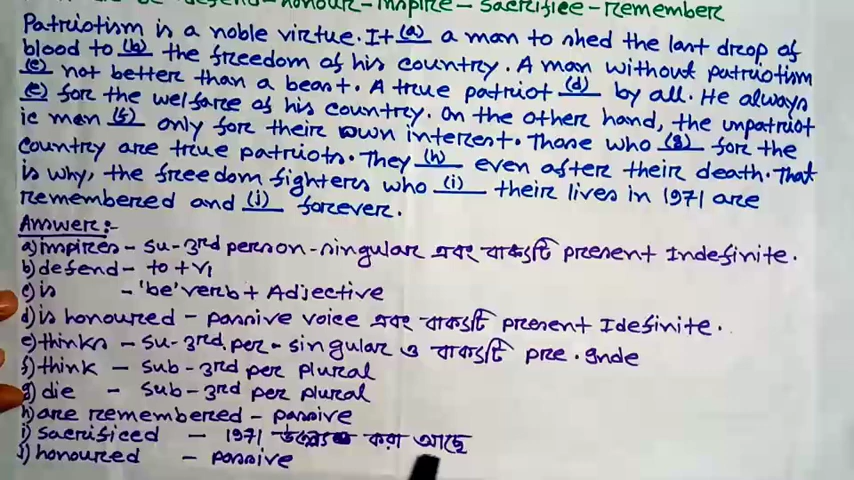 defend-honour-inspire-sacrifice-remember
Patriotism is a noble virtue. It (a) a man to shed the last drop of
blood to (b) the freedom of his country. A man without patriotism
(c) not better than a beast. A true patriot (d) by all. He always
(e) for the welfare of his country. On the other hand, the unpatriot
ic men (f) only for their own interest. Those who (g) for the
country are true patriots. They (h) even after their death. That
is why, the freedom fighters who (i) their lives in 1971 are
remembered and (j) forever.
Answer:-
a) inspires - Su-3rd person-singular এবং বাক্যটি present Indefinite.
b) defend - to + V1
c) is - 'be' verb + Adjective
d) is honoured - passive voice এবং বাক্যটি present Idefinite.
e) thinks - Su-3rd. per- singular ও বাক্যটি pre. Inde
f) think - Sub-3rd per plural
g) die - Sub-3rd per plural
h) are remembered - passive
i) sacrificed - 1971 করা আছে
j) honoured - passive